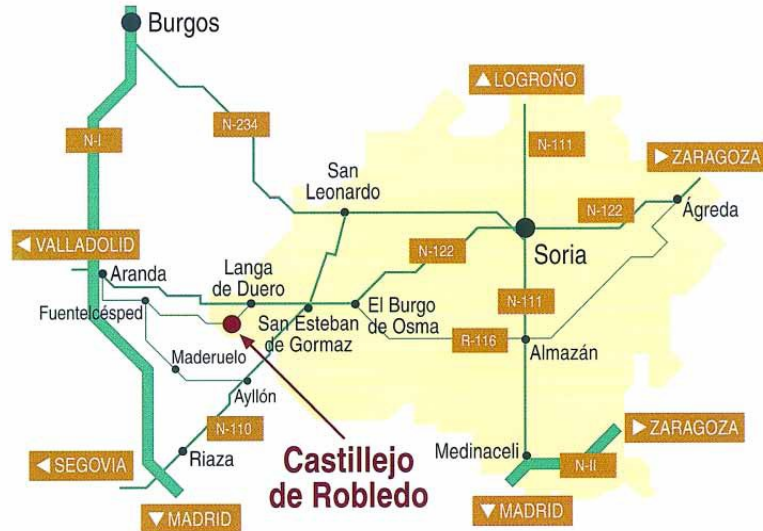 Burgos
▲ LOGROÑO
N-234
N-I
N-111
▶ ZARAGOZA
San
Leonardo
N-122
Ágreda
◀ VALLADOLID
Soria
N-122
Aranda
Langa
de Duero
N-111
Fuentelcésped
San Esteban
de Gormaz
El Burgo
de Osma
R-116
Almazán
Maderuelo
Ayllón
N-110
▶ ZARAGOZA
Medinaceli
Riaza
Castillejo
de Robledo
◀ SEGOVIA
N-II
▼ MADRID
▼ MADRID